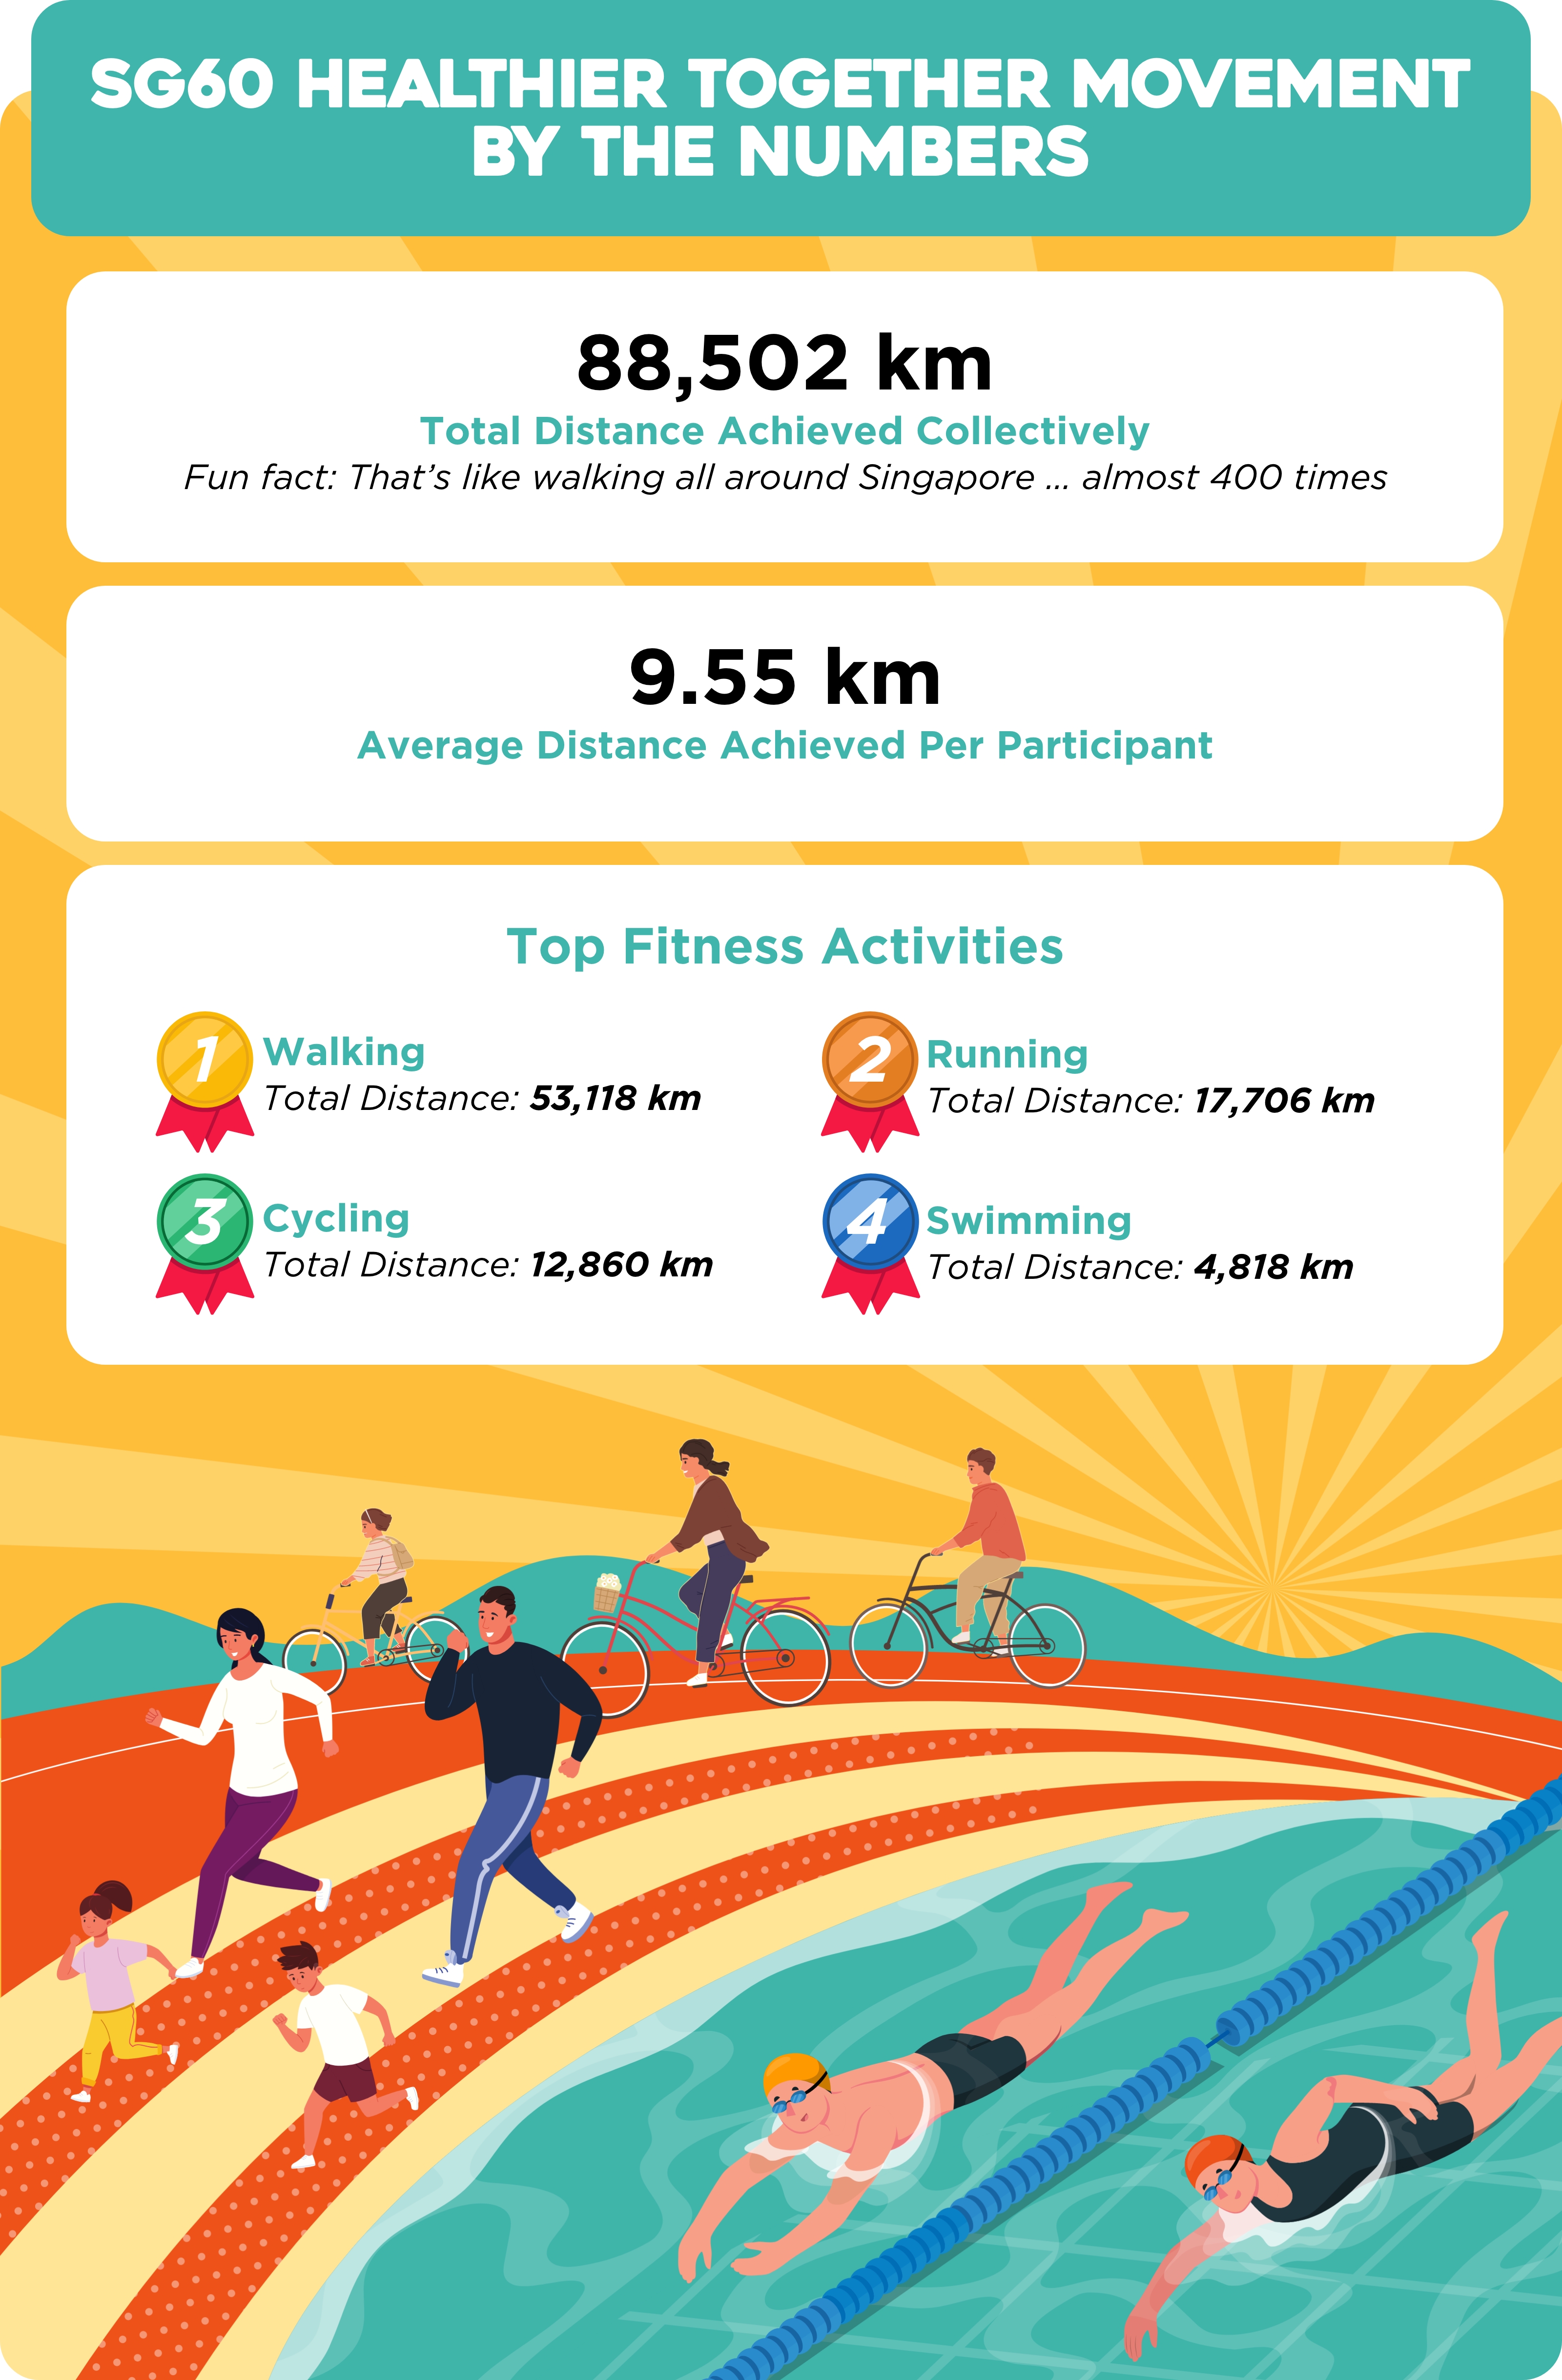 SG60 HEALTHIER TOGETHER MOVEMENT
BY THE NUMBERS
88,502 km
Total Distance Achieved Collectively
Fun fact: That’s like walking all around Singapore ... almost 400 times
9.55 km
Average Distance Achieved Per Participant
Top Fitness Activities
1
Walking
Total Distance: 53,118 km
2
Running
Total Distance: 17,706 km
3
Cycling
Total Distance: 12,860 km
4
Swimming
Total Distance: 4,818 km